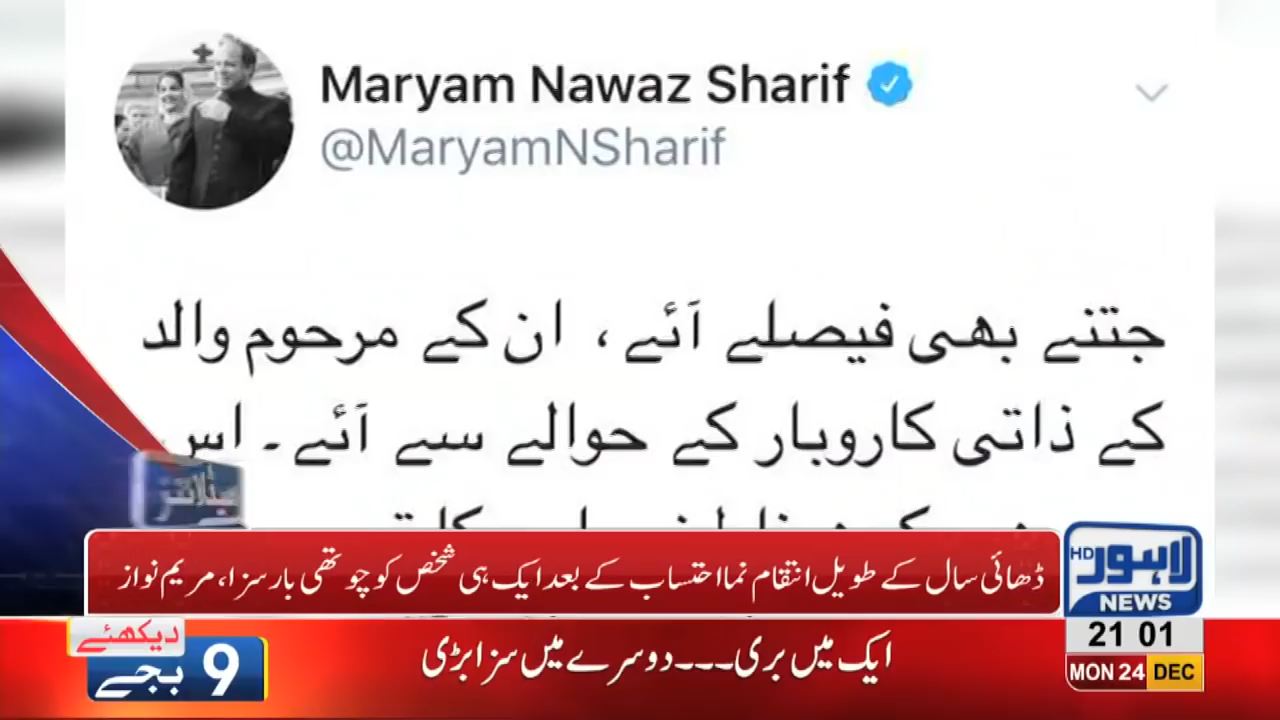 Maryam Nawaz Sharif
@MaryamNSharif
جتنے بھی فیصلے آئے، ان کے مرحوم والد
کے ذاتی کاروبار کے حوالے سے آئے۔ اس
ڈھائی سال کے طویل انتقام نما احتساب کے بعد ایک ہی شخص کو چوتھی بار سزا، مریم نواز
HD لاہور
NEWS
دیکھئے
9 بجے
ایک میں بری۔۔۔دوسرے میں سزا بڑی
21 01
MON 24 DEC